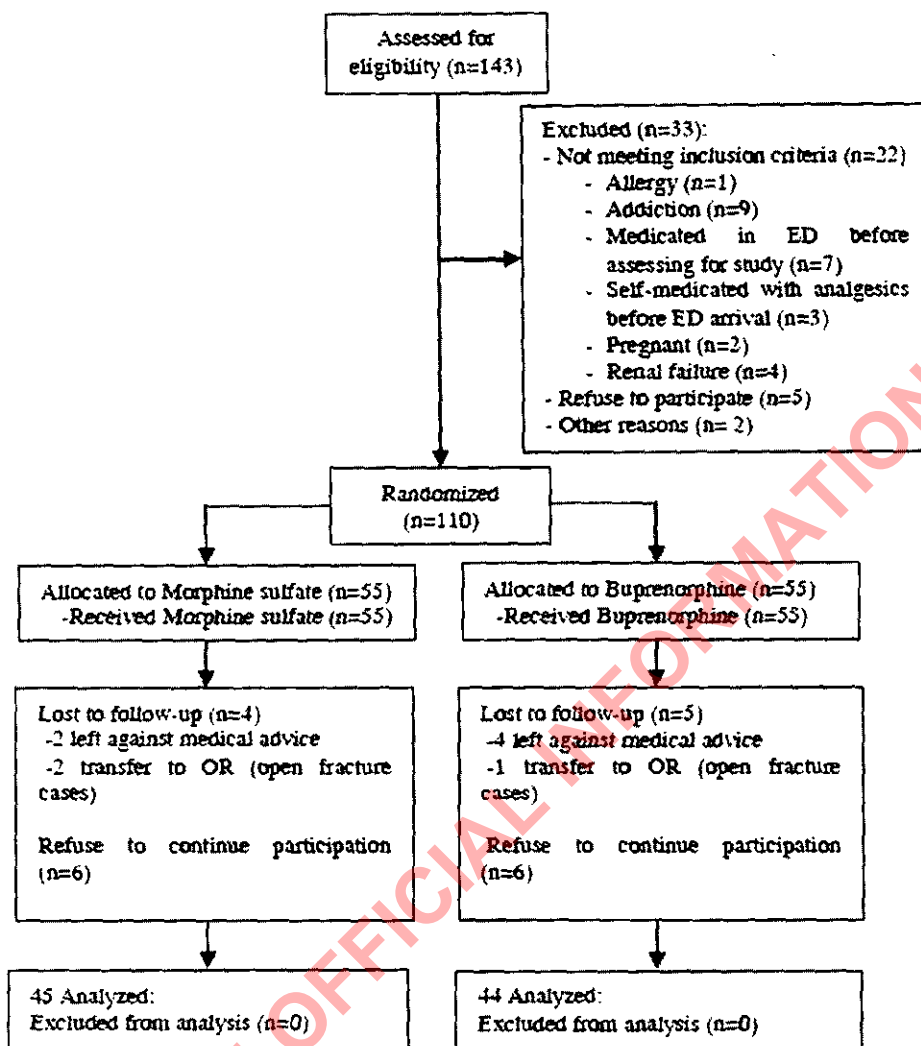 Assessed for
eligibility (n=143)
Excluded (n=33):
- Not meeting inclusion criteria (n=22)
- Allergy (n=1)
- Addiction (n=9)
- Medicated in ED before
assessing for study (n=7)
- Self-medicated with analgesics
before ED arrival (n=3)
- Pregnant (n=2)
- Renal failure (n=4)
- Refuse to participate (n=5)
- Other reasons (n= 2)
Randomized
(n=110)
Allocated to Morphine sulfate (n=55)
-Received Morphine sulfate (n=55)
Allocated to Buprenorphine (n=55)
-Received Buprenorphine (n=55)
Lost to follow-up (n=4)
-2 left against medical advice
-2 transfer to OR (open fracture
cases)
Refuse to continue participation
(n=6)
Lost to follow-up (n=5)
-4 left against medical advice
-1 transfer to OR (open fracture
cases)
Refuse to continue participation
(n=6)
45 Analyzed:
Excluded from analysis (n=0)
44 Analyzed:
Excluded from analysis (n=0)
OFFICIAL INFORMATION